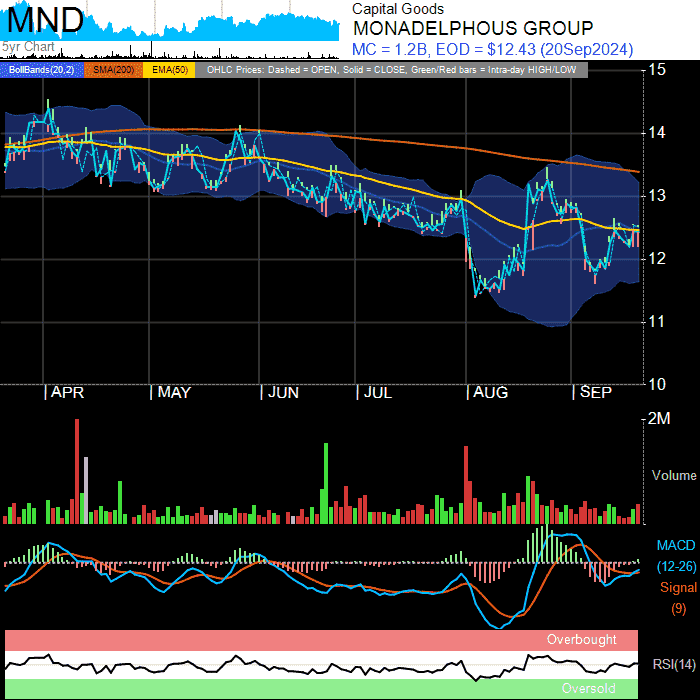 MND
5yr Chart
Capital Goods
MONADELPHOUS GROUP
MC = 1.2B, EOD = $12.43 (20Sep2024)
BollBands(20,2) SMA(200) EMA(50) OHLC Prices: Dashed = OPEN, Solid = CLOSE, Green/Red bars = Intra-day HIGH/LOW
15
14
13
12
11
10
APR MAY JUN JUL AUG SEP
2M
Volume
MACD
(12-26)
Signal
(9)
Overbought
RSI(14)
Oversold